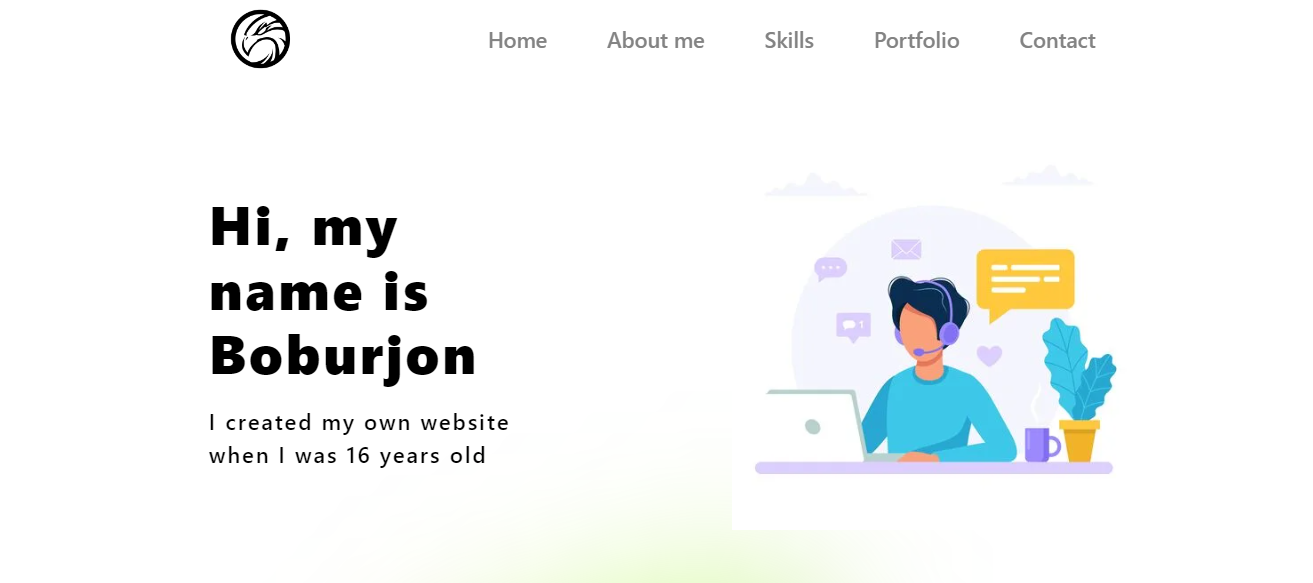 Home About me Skills Portfolio Contact
Hi, my
name is
Boburjon
I created my own website
when I was 16 years old
1